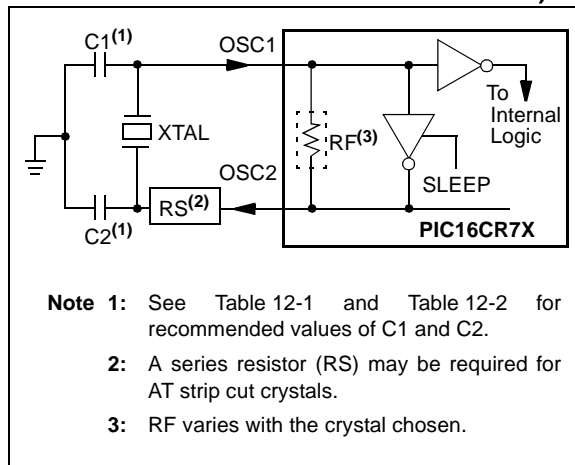 C1(1)
OSC1
To
Internal
Logic
XTAL
RF(3)
OSC2
SLEEP
RS(2)
C2(1)
PIC16CR7X
Note 1: See Table 12-1 and Table 12-2 for
recommended values of C1 and C2.
2: A series resistor (RS) may be required for
AT strip cut crystals.
3: RF varies with the crystal chosen.